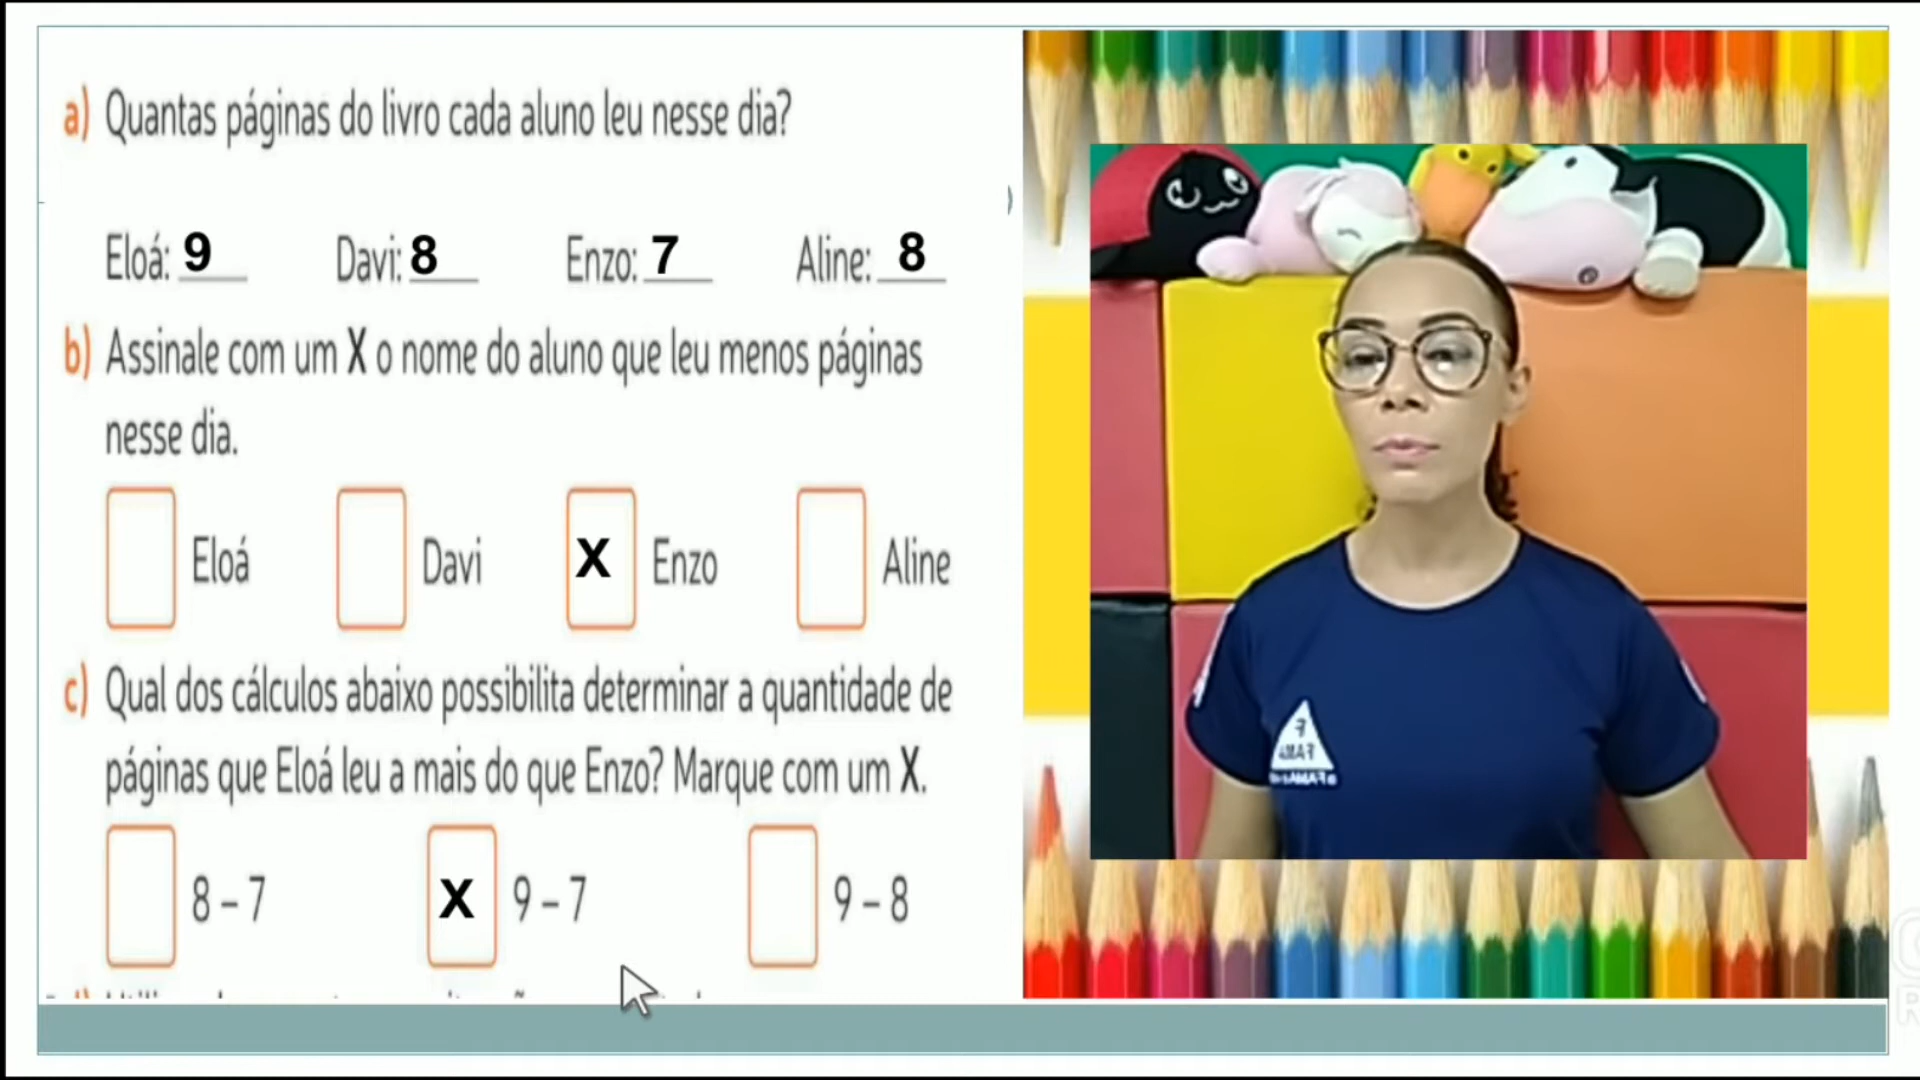 a) Quantas páginas do livro cada aluno leu nesse dia?
Eloá: 9 Davi: 8 Enzo: 7 Aline: 8
b) Assinale com um X o nome do aluno que leu menos páginas
nesse dia.
Eloá Davi X Enzo Aline
c) Qual dos cálculos abaixo possibilita determinar a quantidade de
páginas que Eloá leu a mais do que Enzo? Marque com um X.
8 – 7 X 9 – 7 9 – 8